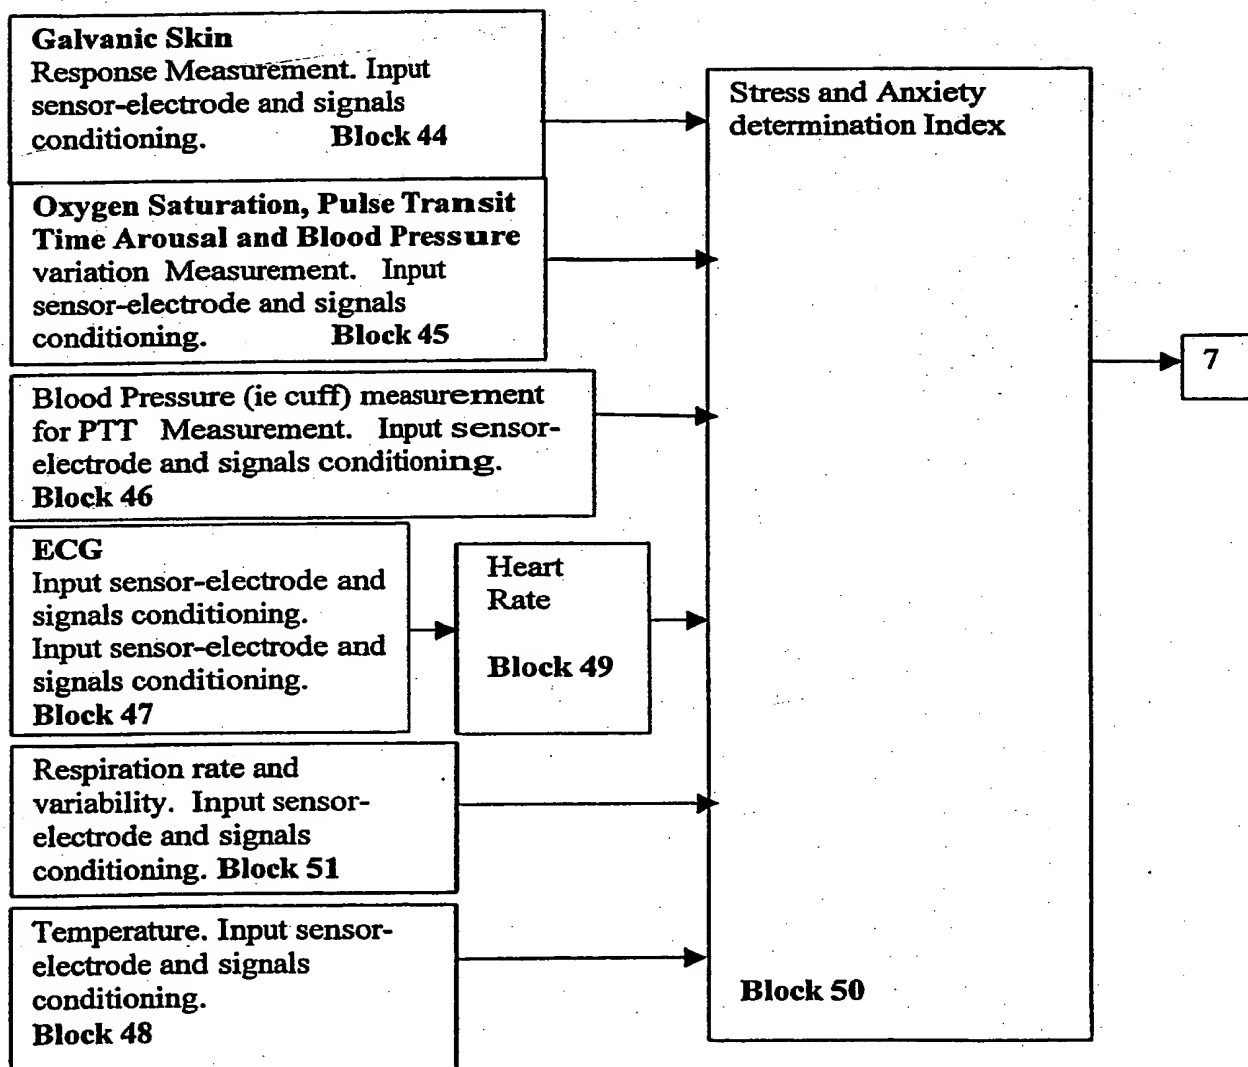 Galvanic Skin
Response Measurement. Input
sensor-electrode and signals
conditioning. Block 44
Oxygen Saturation, Pulse Transit
Time Arousal and Blood Pressure
variation Measurement. Input
sensor-electrode and signals
conditioning. Block 45
Blood Pressure (ie cuff) measurement
for PTT Measurement. Input sensor-
electrode and signals conditioning.
Block 46
ECG
Input sensor-electrode and
signals conditioning.
Input sensor-electrode and
signals conditioning.
Block 47
Heart
Rate
Block 49
Respiration rate and
variability. Input sensor-
electrode and signals
conditioning. Block 51
Temperature. Input sensor-
electrode and signals
conditioning.
Block 48
Stress and Anxiety
determination Index
Block 50
7